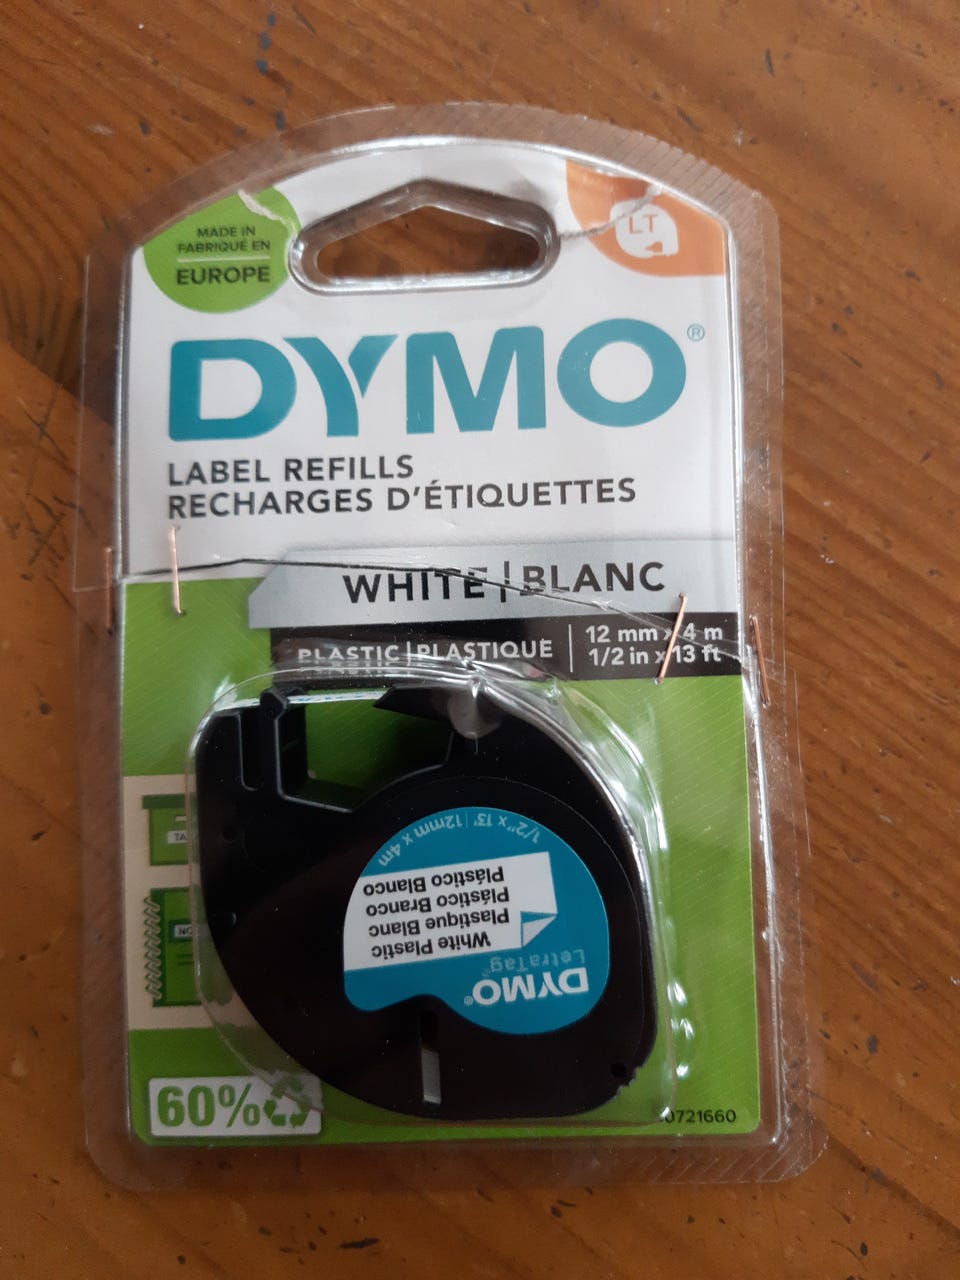 MADE IN
FABRIQUÉ EN
EUROPE
LT
DYMO®
LABEL REFILLS
RECHARGES D'ÉTIQUETTES
WHITE | BLANC
PLASTIC | PLASTIQUE
12 mm x 4 m
1/2 in x 13 ft
DYMO®
LetraTag
White Plastic
Plastique Blanc
Plástico Branco
Plástico Blanco
1/2" x 13' | 12mm x 4m
60%
0721660